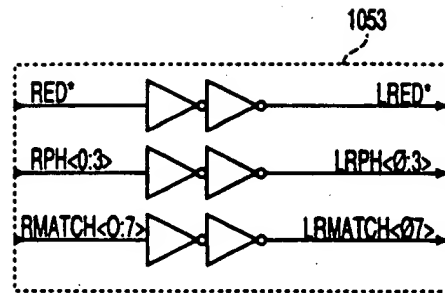 1053
RED* LRED*
RPH<0:3> LRPH<Ø:3>
RMATCH<0:7> LRMATCH<Ø7>